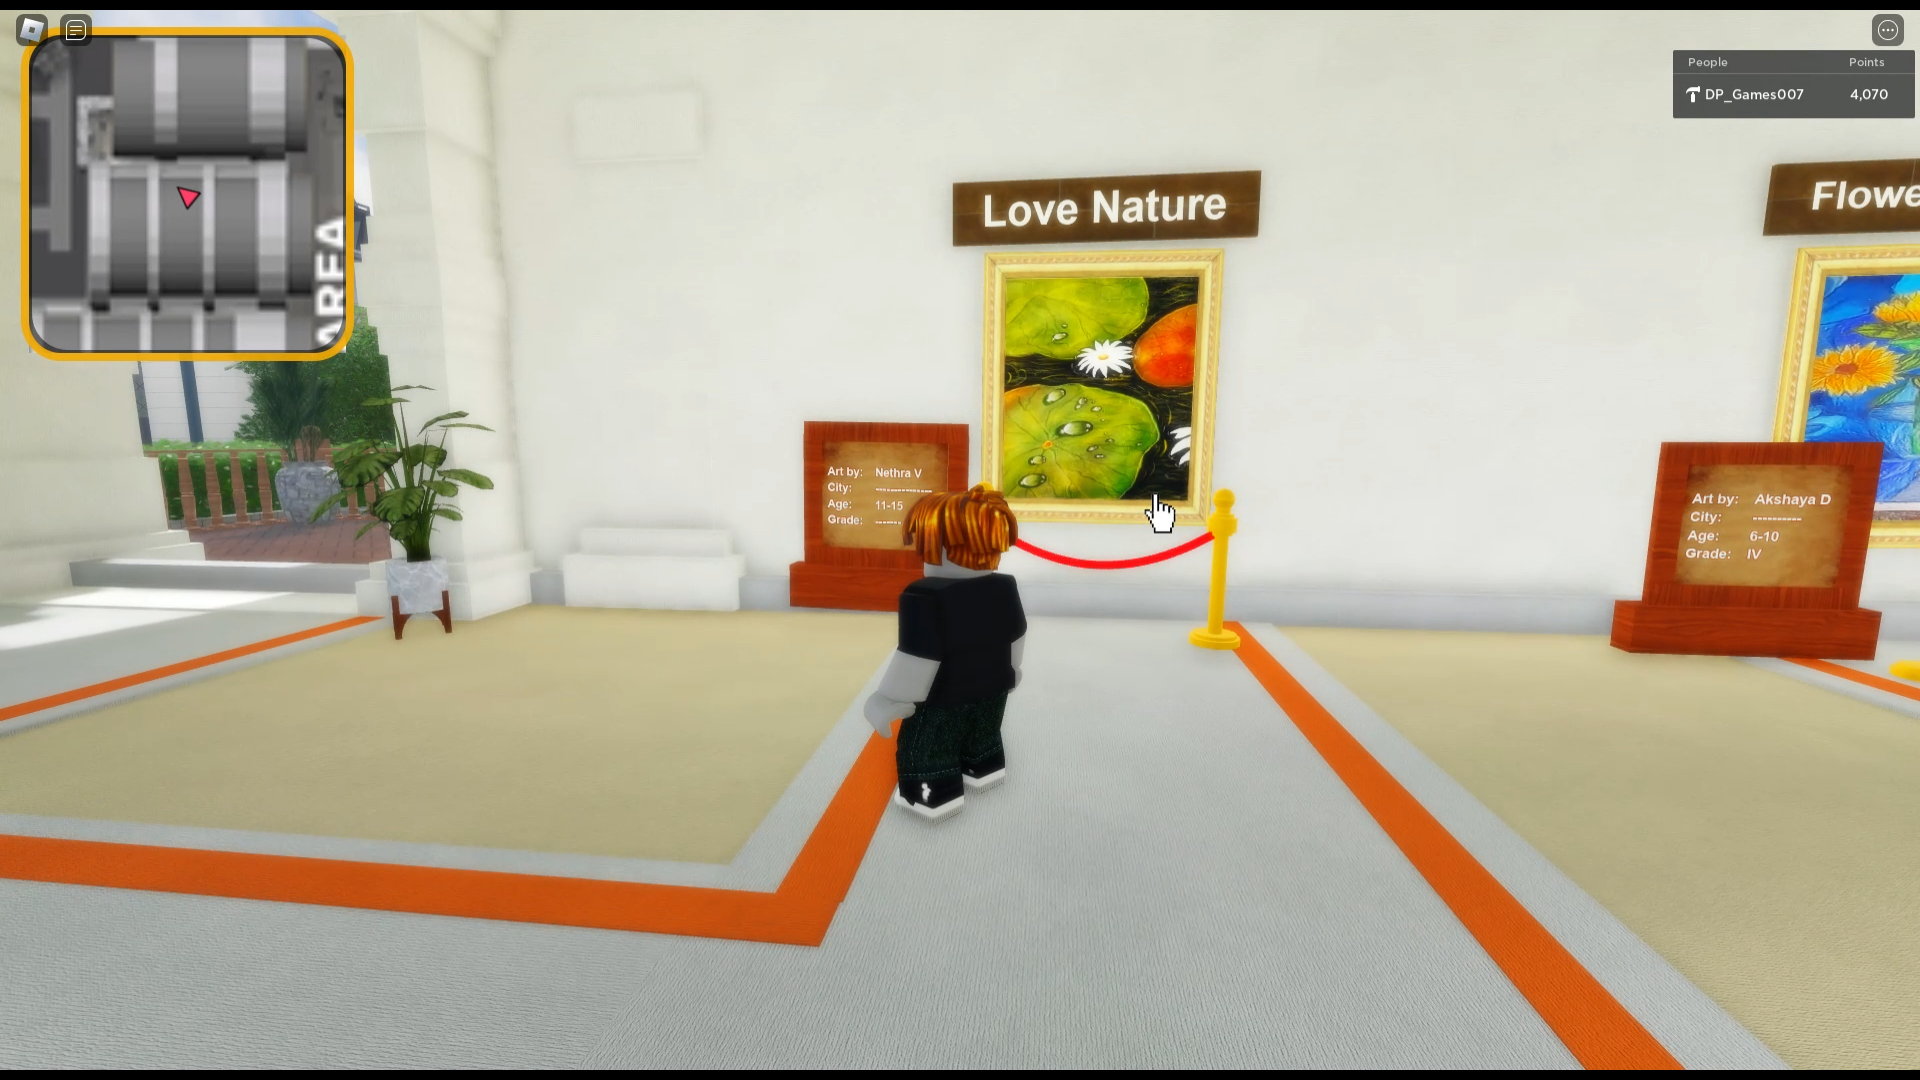 People Points
DP_Games007 4,070
AREA
Love Nature
Flowe
Art by: Nethra V
City: --------------
Age: 11-15
Grade: -------
Art by: Akshaya D
City: ----------
Age: 6-10
Grade: IV